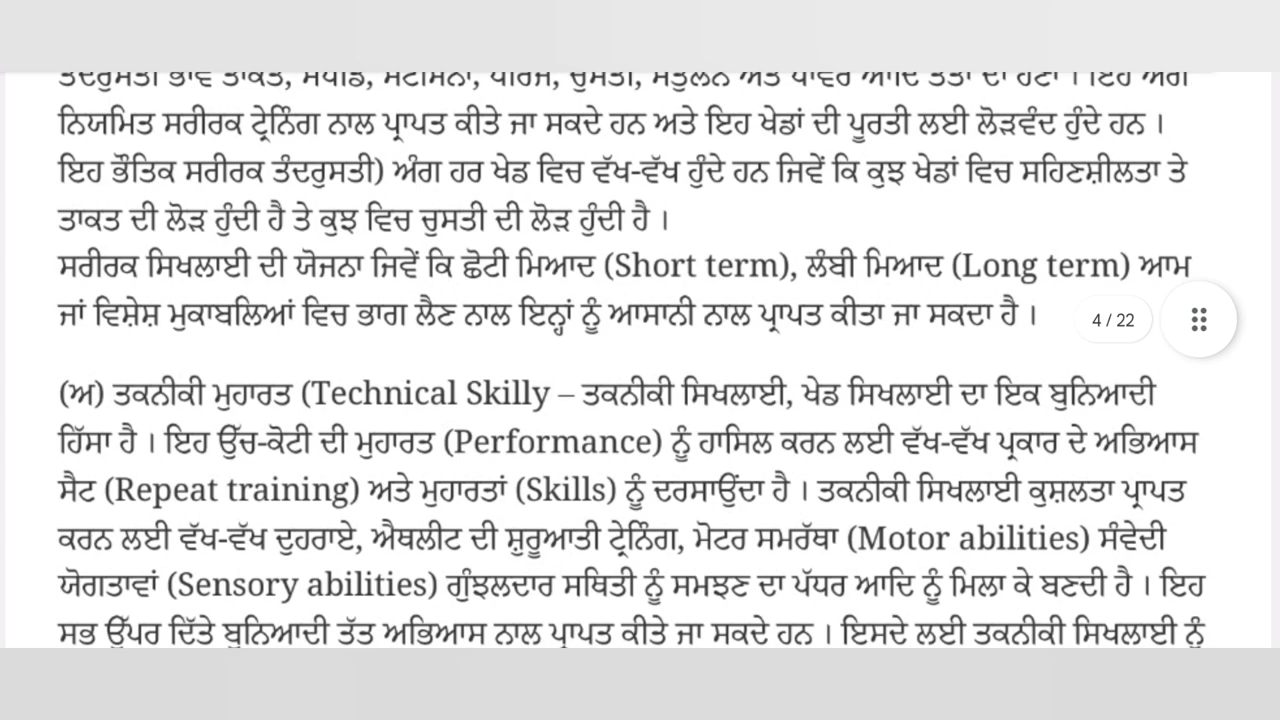 ਨਿਯਮਿਤ ਸਰੀਰਕ ਟ੍ਰੇਨਿੰਗ ਨਾਲ ਪ੍ਰਾਪਤ ਕੀਤੇ ਜਾ ਸਕਦੇ ਹਨ ਅਤੇ ਇਹ ਖੇਡਾਂ ਦੀ ਪੂਰਤੀ ਲਈ ਲੋੜਵੰਦ ਹੁੰਦੇ ਹਨ ।
ਇਹ ਭੌਤਿਕ ਸਰੀਰਕ ਤੰਦਰੁਸਤੀ) ਅੰਗ ਹਰ ਖੇਡ ਵਿਚ ਵੱਖ-ਵੱਖ ਹੁੰਦੇ ਹਨ ਜਿਵੇਂ ਕਿ ਕੁਝ ਖੇਡਾਂ ਵਿਚ ਸਹਿਣਸ਼ੀਲਤਾ ਤੇ
ਤਾਕਤ ਦੀ ਲੋੜ ਹੁੰਦੀ ਹੈ ਤੇ ਕੁਝ ਵਿਚ ਚੁਸਤੀ ਦੀ ਲੋੜ ਹੁੰਦੀ ਹੈ ।
ਸਰੀਰਕ ਸਿਖਲਾਈ ਦੀ ਯੋਜਨਾ ਜਿਵੇਂ ਕਿ ਛੋਟੀ ਮਿਆਦ (Short term), ਲੰਬੀ ਮਿਆਦ (Long term) ਆਮ
ਜਾਂ ਵਿਸ਼ੇਸ਼ ਮੁਕਾਬਲਿਆਂ ਵਿਚ ਭਾਗ ਲੈਣ ਨਾਲ ਇਨ੍ਹਾਂ ਨੂੰ ਆਸਾਨੀ ਨਾਲ ਪ੍ਰਾਪਤ ਕੀਤਾ ਜਾ ਸਕਦਾ ਹੈ ।
4 / 22
(ਅ) ਤਕਨੀਕੀ ਮੁਹਾਰਤ (Technical Skilly – ਤਕਨੀਕੀ ਸਿਖਲਾਈ, ਖੇਡ ਸਿਖਲਾਈ ਦਾ ਇਕ ਬੁਨਿਆਦੀ
ਹਿੱਸਾ ਹੈ । ਇਹ ਉੱਚ-ਕੋਟੀ ਦੀ ਮੁਹਾਰਤ (Performance) ਨੂੰ ਹਾਸਿਲ ਕਰਨ ਲਈ ਵੱਖ-ਵੱਖ ਪ੍ਰਕਾਰ ਦੇ ਅਭਿਆਸ
ਸੈਟ (Repeat training) ਅਤੇ ਮੁਹਾਰਤਾਂ (Skills) ਨੂੰ ਦਰਸਾਉਂਦਾ ਹੈ । ਤਕਨੀਕੀ ਸਿਖਲਾਈ ਕੁਸ਼ਲਤਾ ਪ੍ਰਾਪਤ
ਕਰਨ ਲਈ ਵੱਖ-ਵੱਖ ਦੁਹਰਾਏ, ਐਥਲੀਟ ਦੀ ਸ਼ੁਰੂਆਤੀ ਟ੍ਰੇਨਿੰਗ, ਮੋਟਰ ਸਮਰੱਥਾ (Motor abilities) ਸੰਵੇਦੀ
ਯੋਗਤਾਵਾਂ (Sensory abilities) ਗੁੰਝਲਦਾਰ ਸਥਿਤੀ ਨੂੰ ਸਮਝਣ ਦਾ ਪੱਧਰ ਆਦਿ ਨੂੰ ਮਿਲਾ ਕੇ ਬਣਦੀ ਹੈ । ਇਹ
ਸਭ ਉੱਪਰ ਦਿੱਤੇ ਬੁਨਿਆਦੀ ਤੱਤ ਅਭਿਆਸ ਨਾਲ ਪ੍ਰਾਪਤ ਕੀਤੇ ਜਾ ਸਕਦੇ ਹਨ । ਇਸਦੇ ਲਈ ਤਕਨੀਕੀ ਸਿਖਲਾਈ ਨੂੰ